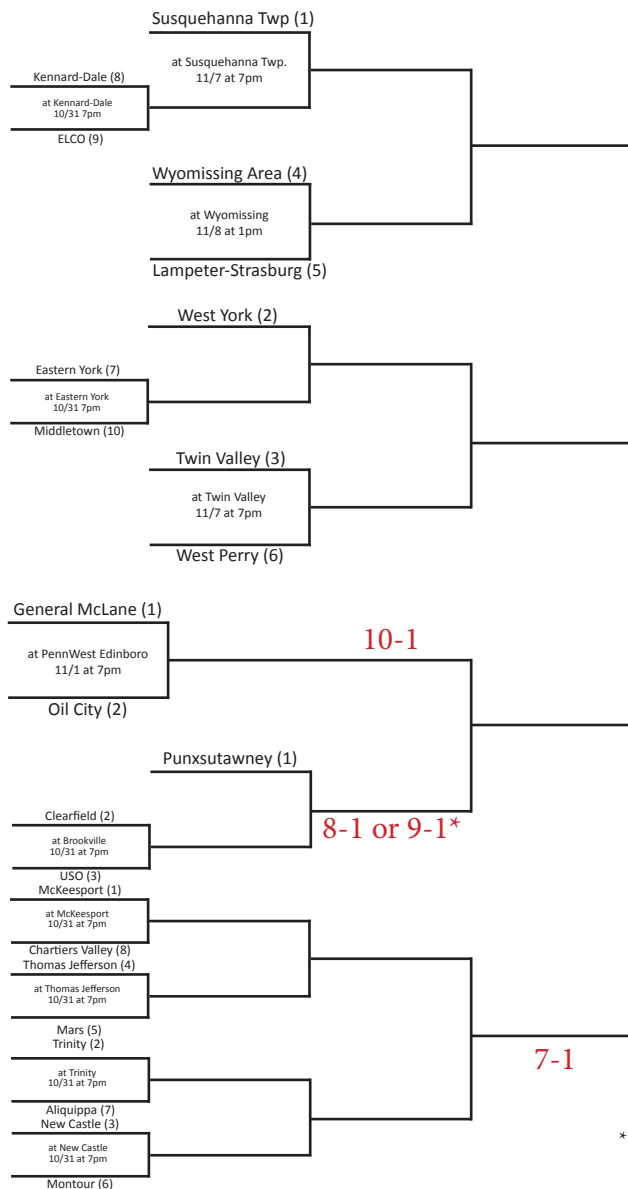 Susquehanna Twp (1)
at Susquehanna Twp.
11/7 at 7pm
Kennard-Dale (8)
at Kennard-Dale
10/31 7pm
ELCO (9)
Wyomissing Area (4)
at Wyomissing
11/8 at 1pm
Lampeter-Strasburg (5)
West York (2)
Eastern York (7)
at Eastern York
10/31 7pm
Middletown (10)
Twin Valley (3)
at Twin Valley
11/7 at 7pm
West Perry (6)
General McLane (1)
at PennWest Edinboro
11/1 at 7pm
Oil City (2)
10-1
Punxsutawney (1)
Clearfield (2)
at Brookville
10/31 at 7pm
USO (3)
8-1 or 9-1*
McKeesport (1)
at McKeesport
10/31 at 7pm
Chartiers Valley (8)
Thomas Jefferson (4)
at Thomas Jefferson
10/31 at 7pm
Mars (5)
Trinity (2)
at Trinity
10/31 at 7pm
Aliquippa (7)
New Castle (3)
at New Castle
10/31 at 7pm
Montour (6)
7-1
*